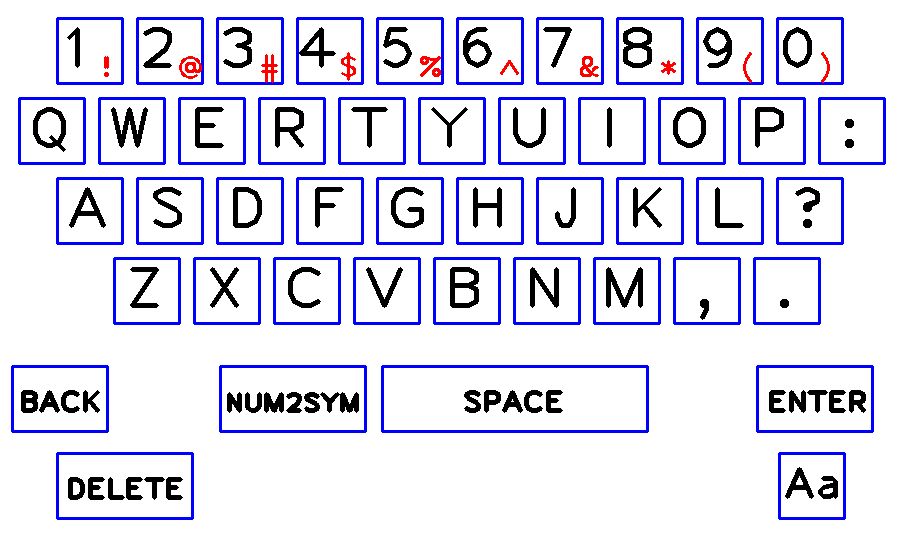 1 ! 2 @ 3 # 4 $ 5 % 6 ^ 7 & 8 * 9 ( 0 )
Q W E R T Y U I O P :
A S D F G H J K L ?
Z X C V B N M , .
BACK NUM2SYM SPACE ENTER
DELETE Aa